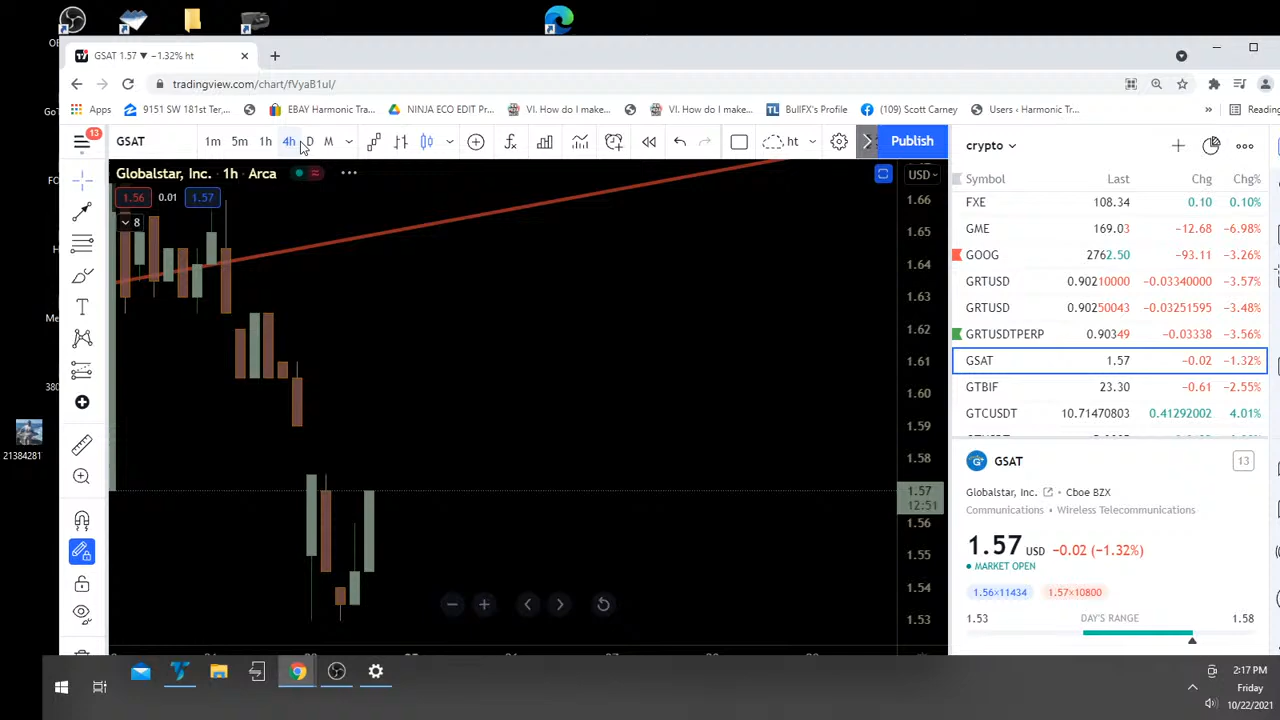 GSAT 1.57 ▼ −1.32% ht
tradingview.com/chart/fVyaB1uI/
Apps
9151 SW 181st Ter,...
EBAY Harmonic Tra...
NINJA ECO EDIT Pr...
VI. How do I make...
VI. How do I make...
TL BullFX's Profile
(109) Scott Carney
Users ‹ Harmonic Tr...
»
Reading
13
GSAT
1m 5m 1h 4h D M
ht
Publish
crypto
Globalstar, Inc. · 1h · Arca
USD
1.56 0.01 1.57
8
1.66
1.65
1.64
1.63
1.62
1.61
1.60
1.59
1.58
1.57
12:51
1.56
1.55
1.54
1.53
Symbol Last Chg Chg%
FXE 108.34 0.10 0.10%
GME 169.03 −12.68 −6.98%
GOOG 2762.50 −93.11 −3.26%
GRTUSD 0.90210000 −0.03340000 −3.57%
GRTUSD 0.90250043 −0.03251595 −3.48%
GRTUSDTPERP 0.90349 −0.03338 −3.56%
GSAT 1.57 −0.02 −1.32%
GTBIF 23.30 −0.61 −2.55%
GTCUSDT 10.71470803 0.41292002 4.01%
GSAT
13
Globalstar, Inc. • Cboe BZX
Communications • Wireless Telecommunications
1.57 USD −0.02 (−1.32%)
MARKET OPEN
1.56×11434 1.57×10800
1.53 DAY'S RANGE 1.58
21384281
2:17 PM
Friday
10/22/2021